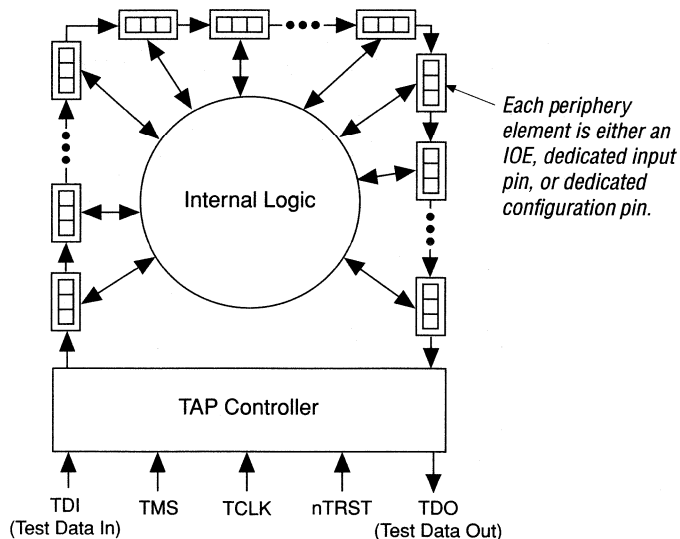 Each periphery
element is either an
IOE, dedicated input
pin, or dedicated
configuration pin.
Internal Logic
TAP Controller
TDI
(Test Data In)
TMS
TCLK
nTRST
TDO
(Test Data Out)